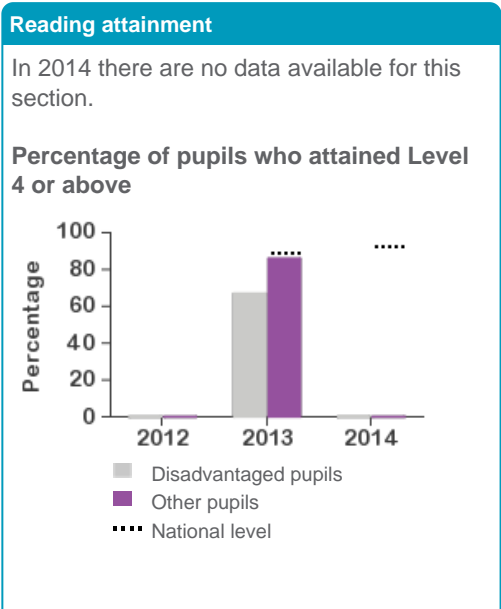 Reading attainment
In 2014 there are no data available for this
section.
Percentage of pupils who attained Level
4 or above
Percentage
100
80
60
40
20
0
2012 2013 2014
Disadvantaged pupils
Other pupils
National level